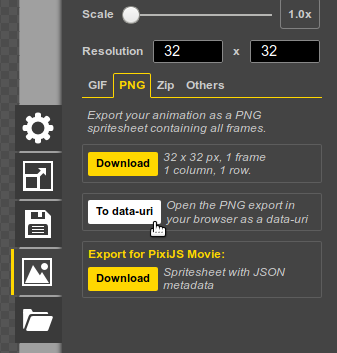 Scale 1.0x
Resolution 32 x 32
GIF PNG Zip Others
Export your animation as a PNG
spritesheet containing all frames.
Download 32 x 32 px, 1 frame
1 column, 1 row.
To data-uri Open the PNG export in
your browser as a data-uri
Export for PixiJS Movie:
Download Spritesheet with JSON
metadata